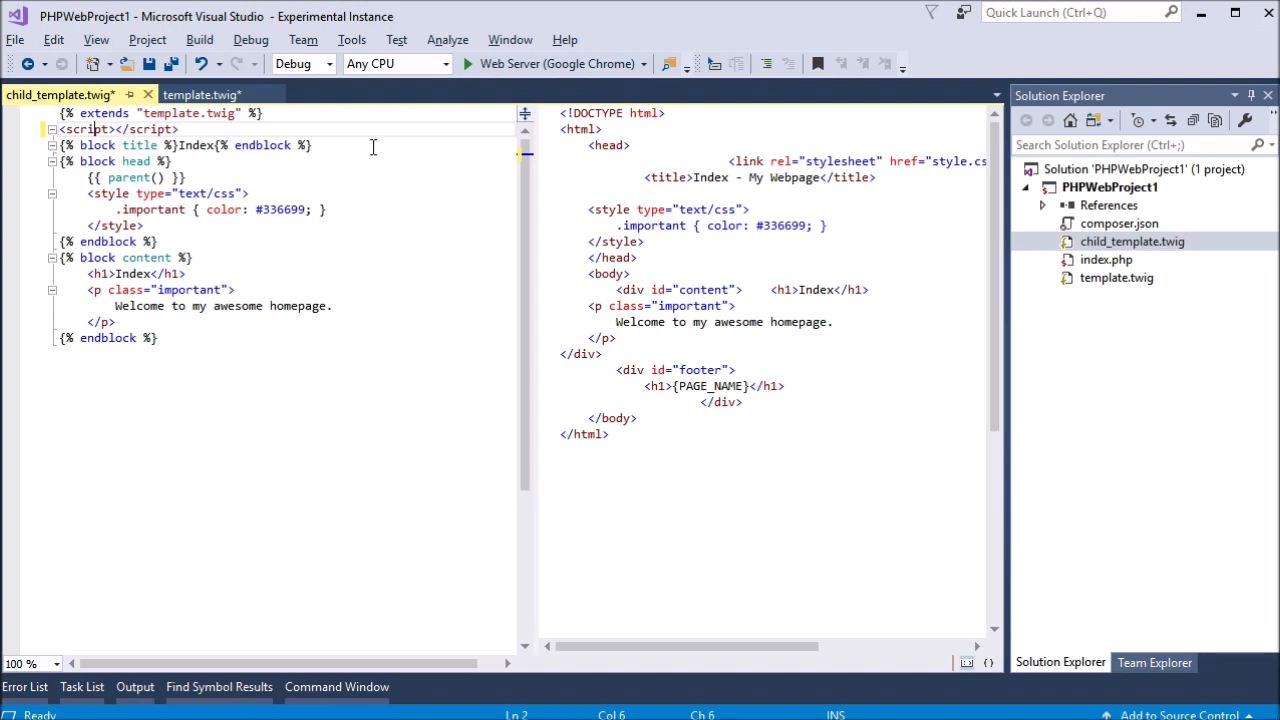 PHPWebProject1 - Microsoft Visual Studio - Experimental Instance
Quick Launch (Ctrl+Q)
File Edit View Project Build Debug Team Tools Test Analyze Window Help
Debug Any CPU Web Server (Google Chrome)
child_template.twig* template.twig*
{% extends "template.twig" %}
<script></script>
{% block title %}Index{% endblock %}
{% block head %}
{{ parent() }}
<style type="text/css">
.important { color: #336699; }
</style>
{% endblock %}
{% block content %}
<h1>Index</h1>
<p class="important">
Welcome to my awesome homepage.
</p>
{% endblock %}
100 %
<!DOCTYPE html>
<html>
<head>
<link rel="stylesheet" href="style.cs
<title>Index - My Webpage</title>
<style type="text/css">
.important { color: #336699; }
</style>
</head>
<body>
<div id="content"> <h1>Index</h1>
<p class="important">
Welcome to my awesome homepage.
</p>
</div>
<div id="footer">
<h1>{PAGE_NAME}</h1>
</div>
</body>
</html>
Solution Explorer
Search Solution Explorer (Ctrl+;)
Solution 'PHPWebProject1' (1 project)
PHPWebProject1
References
composer.json
child_template.twig
index.php
template.twig
Solution Explorer Team Explorer
Error List Task List Output Find Symbol Results Command Window
Ready Ln 2 Col 6 Ch 6 INS Add to Source Control